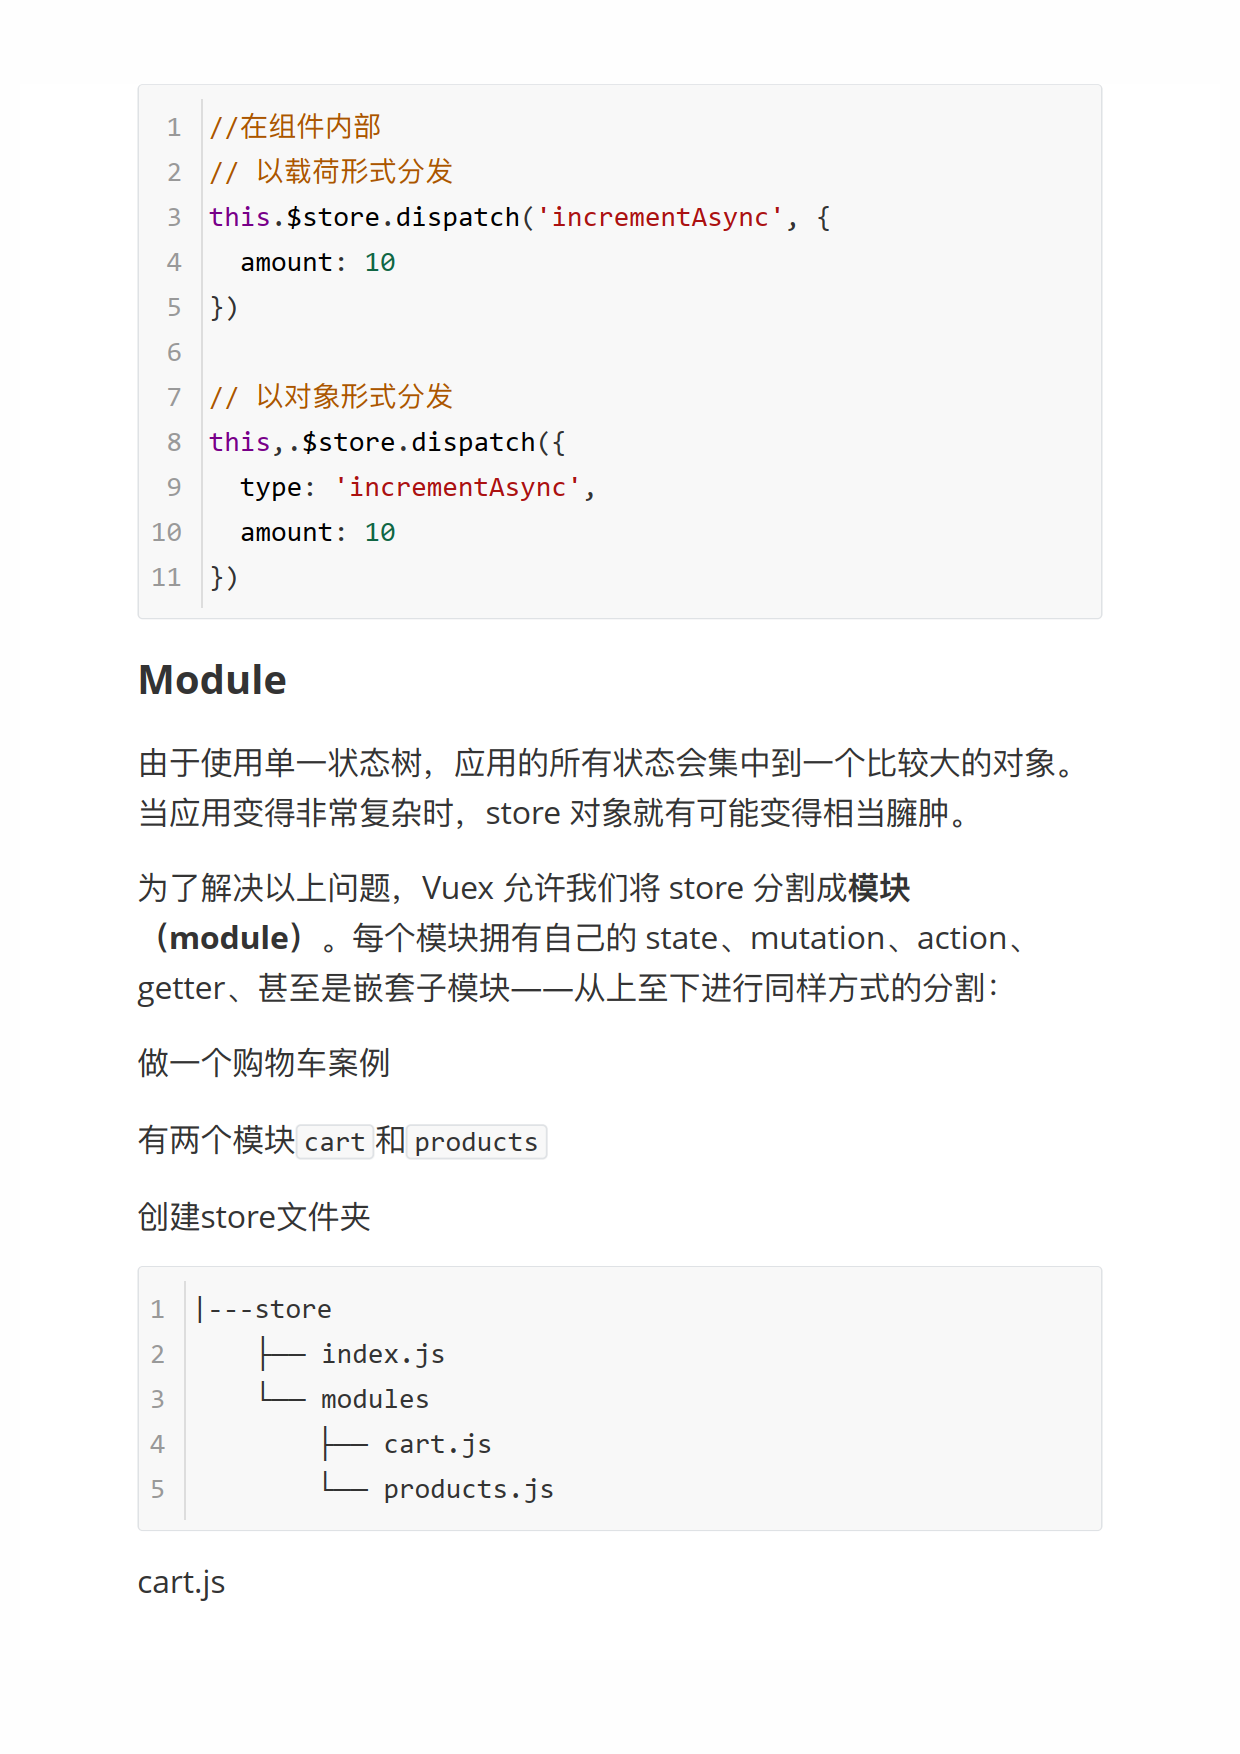 1 //在组件内部
2 // 以载荷形式分发
3 this.$store.dispatch('incrementAsync', {
4   amount: 10
5 })
6
7 // 以对象形式分发
8 this,.$store.dispatch({
9   type: 'incrementAsync',
10   amount: 10
11 })
Module
由于使用单一状态树，应用的所有状态会集中到一个比较大的对象。
当应用变得非常复杂时，store 对象就有可能变得相当臃肿。
为了解决以上问题，Vuex 允许我们将 store 分割成模块
（module）。每个模块拥有自己的 state、mutation、action、
getter、甚至是嵌套子模块——从上至下进行同样方式的分割：
做一个购物车案例
有两个模块cart和products
创建store文件夹
1 |---store
2     ├── index.js
3     └── modules
4         ├── cart.js
5         └── products.js
cart.js